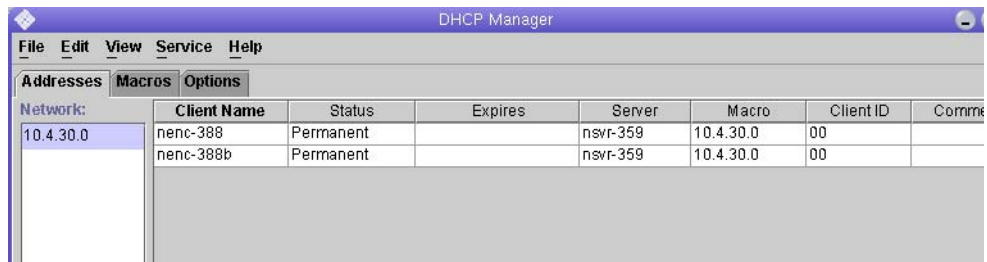 DHCP Manager
File Edit View Service Help
Addresses Macros Options
Network: Client Name Status Expires Server Macro Client ID Comme
10.4.30.0 nenc-388 Permanent nsvr-359 10.4.30.0 00
nenc-388b Permanent nsvr-359 10.4.30.0 00